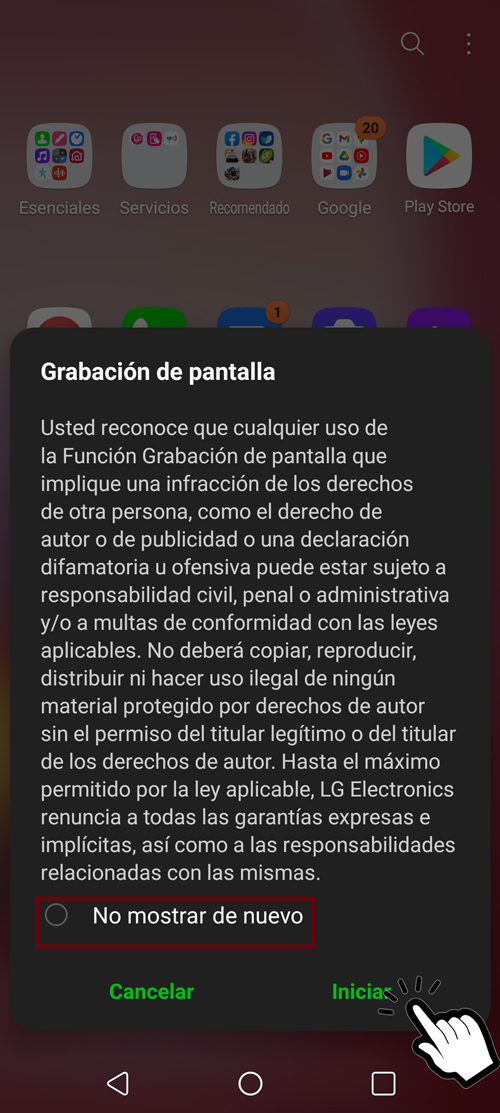 20
Esenciales Servicios Recomendado Google Play Store
1
Grabación de pantalla
Usted reconoce que cualquier uso de
la Función Grabación de pantalla que
implique una infracción de los derechos
de otra persona, como el derecho de
autor o de publicidad o una declaración
difamatoria u ofensiva puede estar sujeto a
responsabilidad civil, penal o administrativa
y/o a multas de conformidad con las leyes
aplicables. No deberá copiar, reproducir,
distribuir ni hacer uso ilegal de ningún
material protegido por derechos de autor
sin el permiso del titular legítimo o del titular
de los derechos de autor. Hasta el máximo
permitido por la ley aplicable, LG Electronics
renuncia a todas las garantías expresas e
implícitas, así como a las responsabilidades
relacionadas con las mismas.
No mostrar de nuevo
Cancelar Iniciar